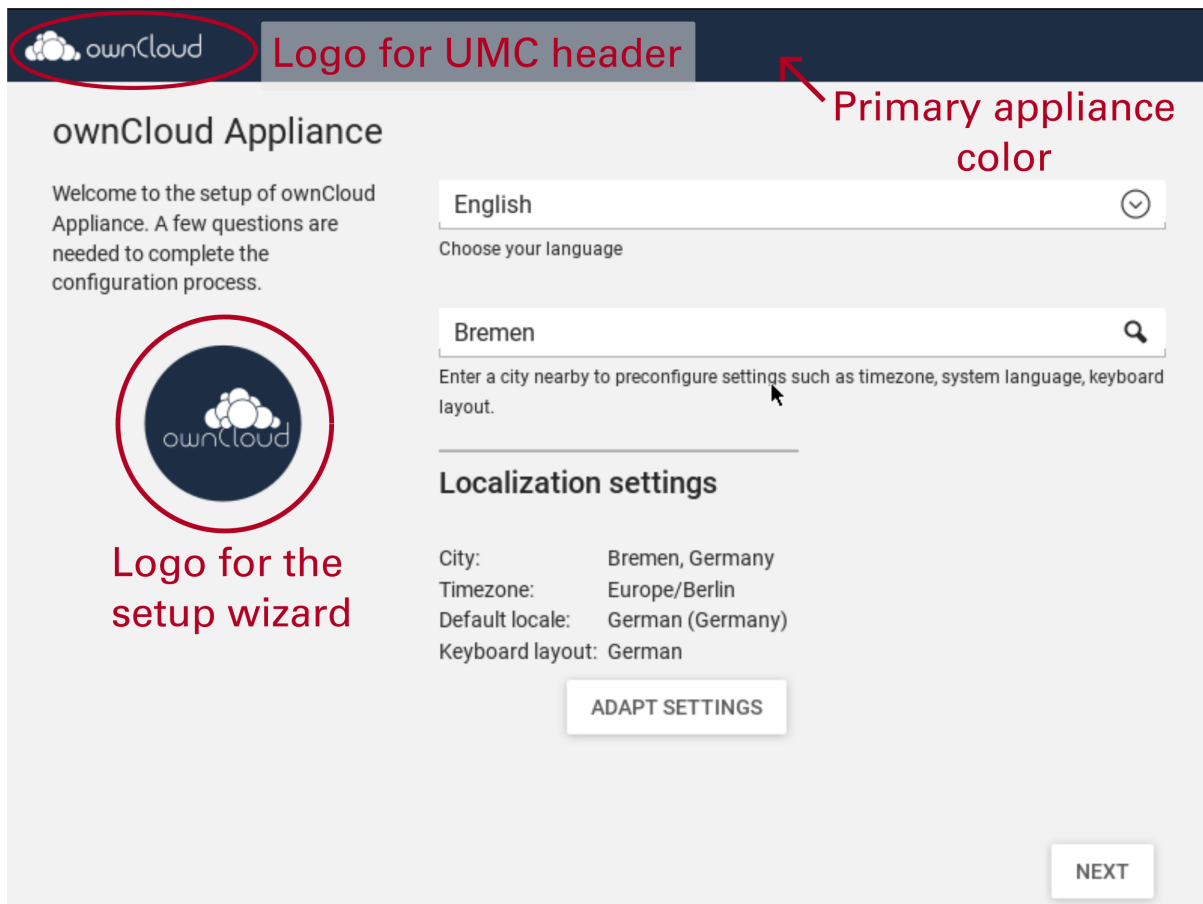 ownCloud
Logo for UMC header
Primary appliance
color
ownCloud Appliance
Welcome to the setup of ownCloud
Appliance. A few questions are
needed to complete the
configuration process.
ownCloud
Logo for the
setup wizard
English
Choose your language
Bremen
Enter a city nearby to preconfigure settings such as timezone, system language, keyboard
layout.
Localization settings
City: Bremen, Germany
Timezone: Europe/Berlin
Default locale: German (Germany)
Keyboard layout: German
ADAPT SETTINGS
NEXT